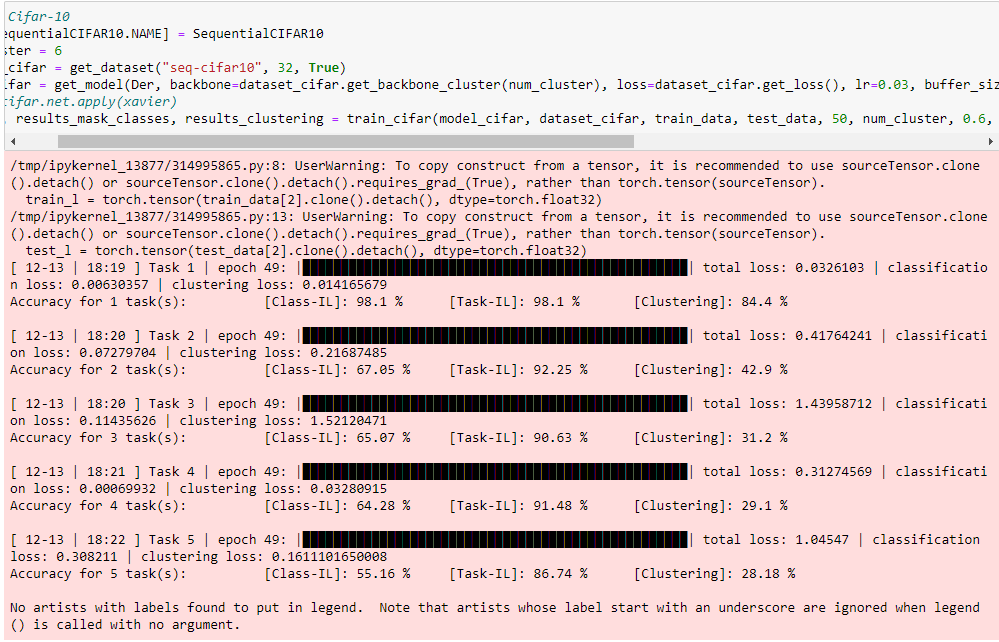 Cifar-10
equentialCIFAR10.NAME] = SequentialCIFAR10
ster = 6
_cifar = get_dataset("seq-cifar10", 32, True)
ifar = get_model(Der, backbone=dataset_cifar.get_backbone_cluster(num_cluster), loss=dataset_cifar.get_loss(), lr=0.03, buffer_siz
cifar.net.apply(xavier)
, results_mask_classes, results_clustering = train_cifar(model_cifar, dataset_cifar, train_data, test_data, 50, num_cluster, 0.6,
/tmp/ipykernel_13877/314995865.py:8: UserWarning: To copy construct from a tensor, it is recommended to use sourceTensor.clone
().detach() or sourceTensor.clone().detach().requires_grad_(True), rather than torch.tensor(sourceTensor).
train_l = torch.tensor(train_data[2].clone().detach(), dtype=torch.float32)
/tmp/ipykernel_13877/314995865.py:13: UserWarning: To copy construct from a tensor, it is recommended to use sourceTensor.clone
().detach() or sourceTensor.clone().detach().requires_grad_(True), rather than torch.tensor(sourceTensor).
test_l = torch.tensor(test_data[2].clone().detach(), dtype=torch.float32)
[ 12-13 | 18:19 ] Task 1 | epoch 49: || total loss: 0.0326103 | classificatio
n loss: 0.00630357 | clustering loss: 0.014165679
Accuracy for 1 task(s): [Class-IL]: 98.1 % [Task-IL]: 98.1 % [Clustering]: 84.4 %
[ 12-13 | 18:20 ] Task 2 | epoch 49: || total loss: 0.41764241 | classificati
on loss: 0.07279704 | clustering loss: 0.21687485
Accuracy for 2 task(s): [Class-IL]: 67.05 % [Task-IL]: 92.25 % [Clustering]: 42.9 %
[ 12-13 | 18:20 ] Task 3 | epoch 49: || total loss: 1.43958712 | classificati
on loss: 0.11435626 | clustering loss: 1.52120471
Accuracy for 3 task(s): [Class-IL]: 65.07 % [Task-IL]: 90.63 % [Clustering]: 31.2 %
[ 12-13 | 18:21 ] Task 4 | epoch 49: || total loss: 0.31274569 | classificati
on loss: 0.00069932 | clustering loss: 0.03280915
Accuracy for 4 task(s): [Class-IL]: 64.28 % [Task-IL]: 91.48 % [Clustering]: 29.1 %
[ 12-13 | 18:22 ] Task 5 | epoch 49: || total loss: 1.04547 | classification
loss: 0.308211 | clustering loss: 0.1611101650008
Accuracy for 5 task(s): [Class-IL]: 55.16 % [Task-IL]: 86.74 % [Clustering]: 28.18 %
No artists with labels found to put in legend.  Note that artists whose label start with an underscore are ignored when legend
() is called with no argument.